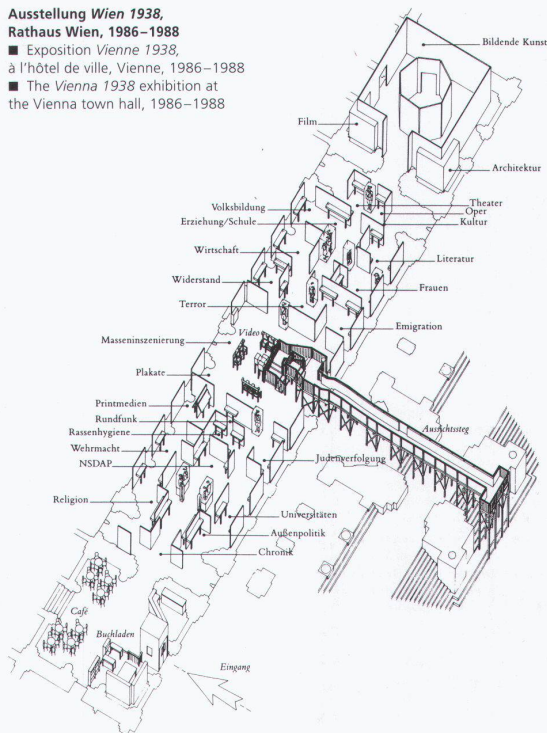 Ausstellung Wien 1938,
Rathaus Wien, 1986–1988
■ Exposition Vienne 1938,
à l'hôtel de ville, Vienne, 1986–1988
■ The Vienna 1938 exhibition at
the Vienna town hall, 1986–1988
Bildende Kunst
Film
Architektur
Theater
Oper
Kultur
Volksbildung
Erziehung/Schule
Wirtschaft
Literatur
Widerstand
Frauen
Terror
Emigration
Video
Masseninszenierung
Plakate
Printmedien
Rundfunk
Aussichtssteg
Rassenhygiene
Wehrmacht
NSDAP
Judenverfolgung
Religion
Universitäten
Außenpolitik
Chronik
Café
Buchladen
Eingang